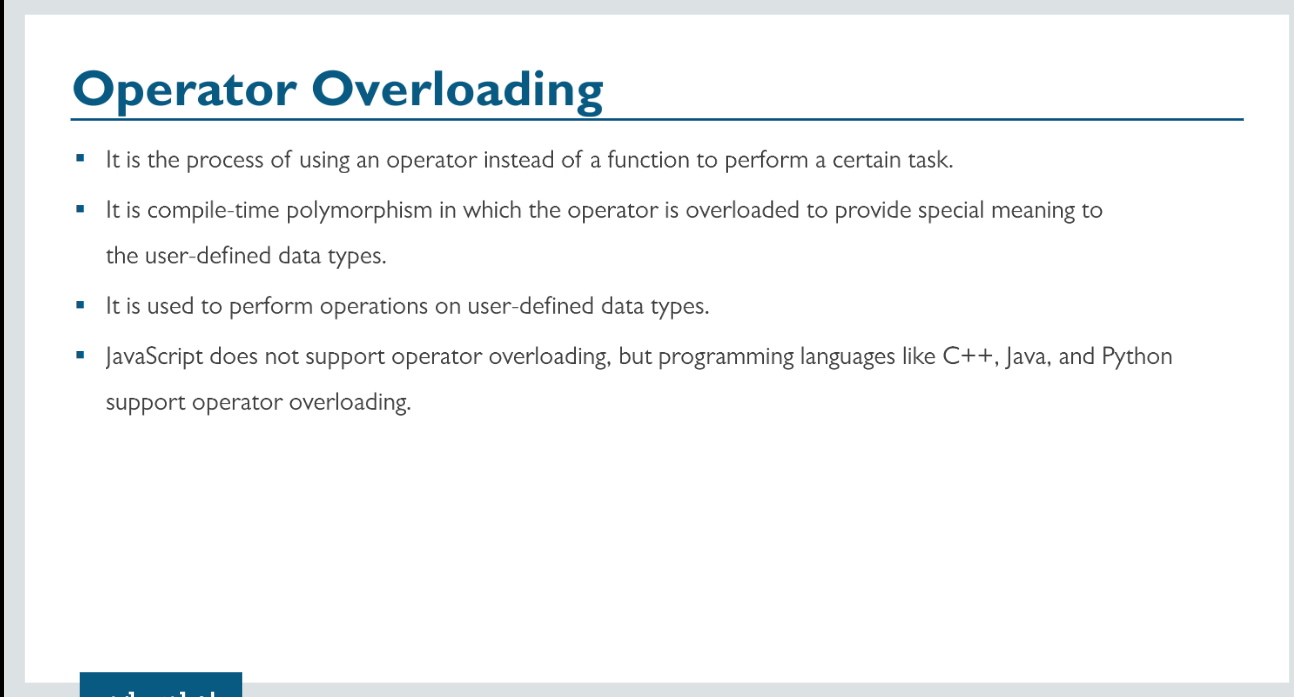 Operator Overloading
▪ It is the process of using an operator instead of a function to perform a certain task.
▪ It is compile-time polymorphism in which the operator is overloaded to provide special meaning to
the user-defined data types.
▪ It is used to perform operations on user-defined data types.
▪ JavaScript does not support operator overloading, but programming languages like C++, Java, and Python
support operator overloading.